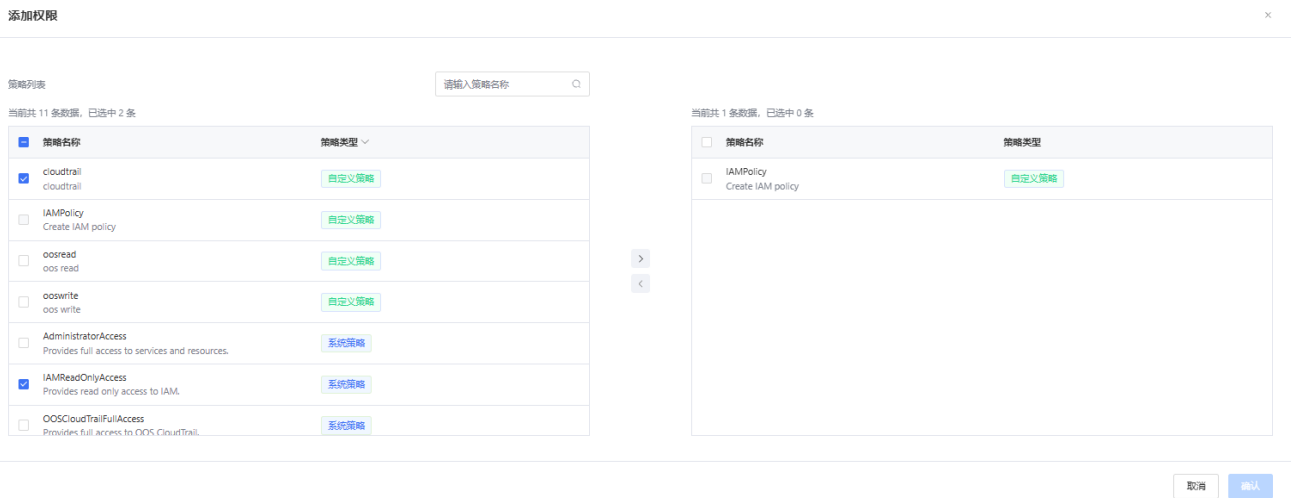 添加权限
策略列表
请输入策略名称
当前共 11 条数据，已选中 2 条
策略名称 策略类型
cloudtrail
cloudtrail
自定义策略
IAMPolicy
Create IAM policy
自定义策略
oosread
oos read
自定义策略
ooswrite
oos write
自定义策略
AdministratorAccess
Provides full access to services and resources.
系统策略
IAMReadOnlyAccess
Provides read only access to IAM.
系统策略
OOSCloudTrailFullAccess
Provides full access to OOS CloudTrail.
系统策略
当前共 1 条数据，已选中 0 条
策略名称 策略类型
IAMPolicy
Create IAM policy
自定义策略
取消 确认